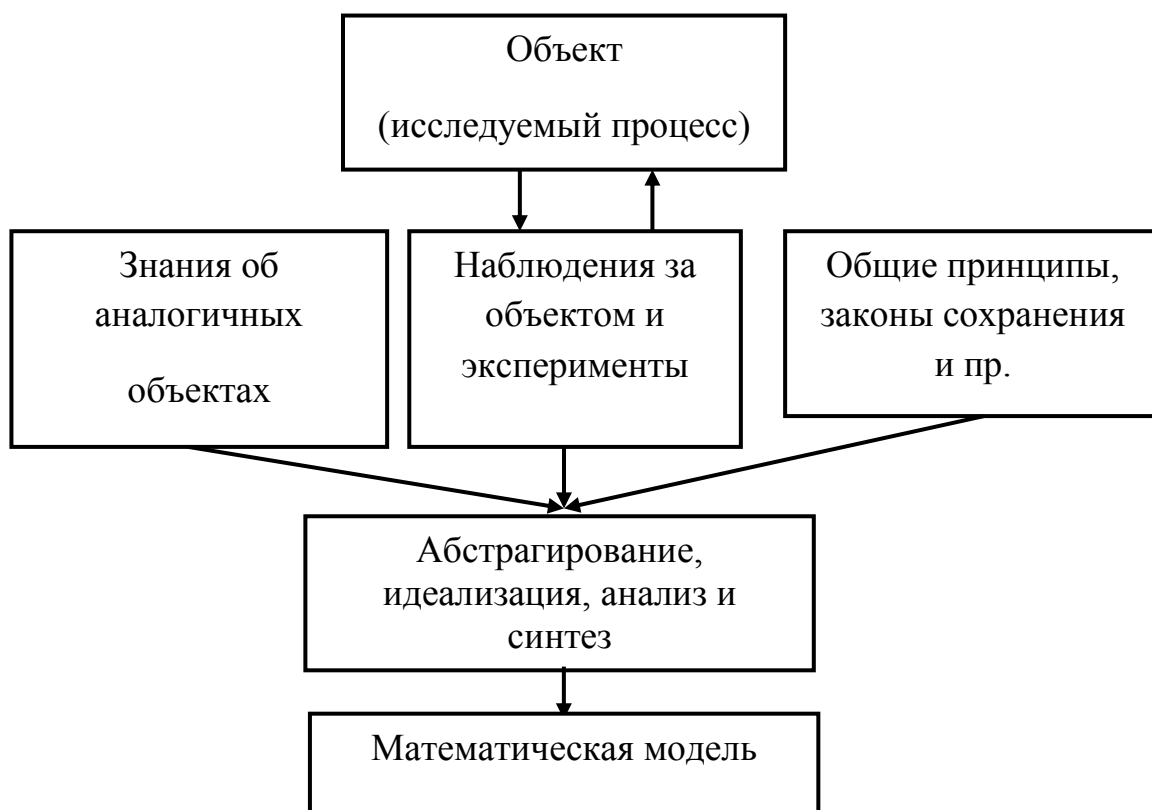 Объект
(исследуемый процесс)
Знания об
аналогичных
объектах
Наблюдения за
объектом и
эксперименты
Общие принципы,
законы сохранения
и пр.
Абстрагирование,
идеализация, анализ и
синтез
Математическая модель